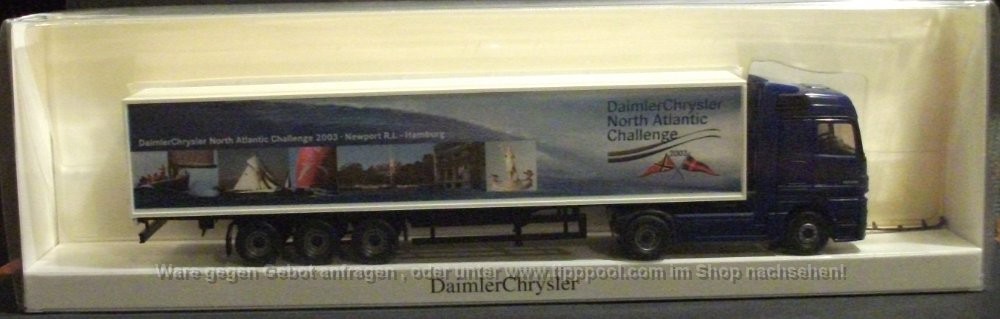 DaimlerChrysler North Atlantic Challenge 2003 · Newport R.I. – Hamburg
DaimlerChrysler
North Atlantic
Challenge
2003
Ware gegen Gebot anfragen , oder unter www.tipppool.com im Shop nachsehen!
DaimlerChrysler